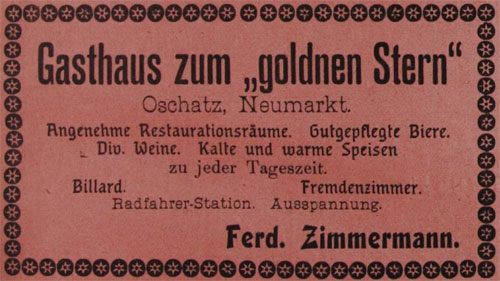 Gasthaus zum „goldnen Stern“
Oschatz, Neumarkt.
Angenehme Restaurationsräume. Gutgepflegte Biere.
Div. Weine. Kalte und warme Speisen
zu jeder Tageszeit.
Billard. Fremdenzimmer.
Radfahrer-Station. Ausspannung.
Ferd. Zimmermann.